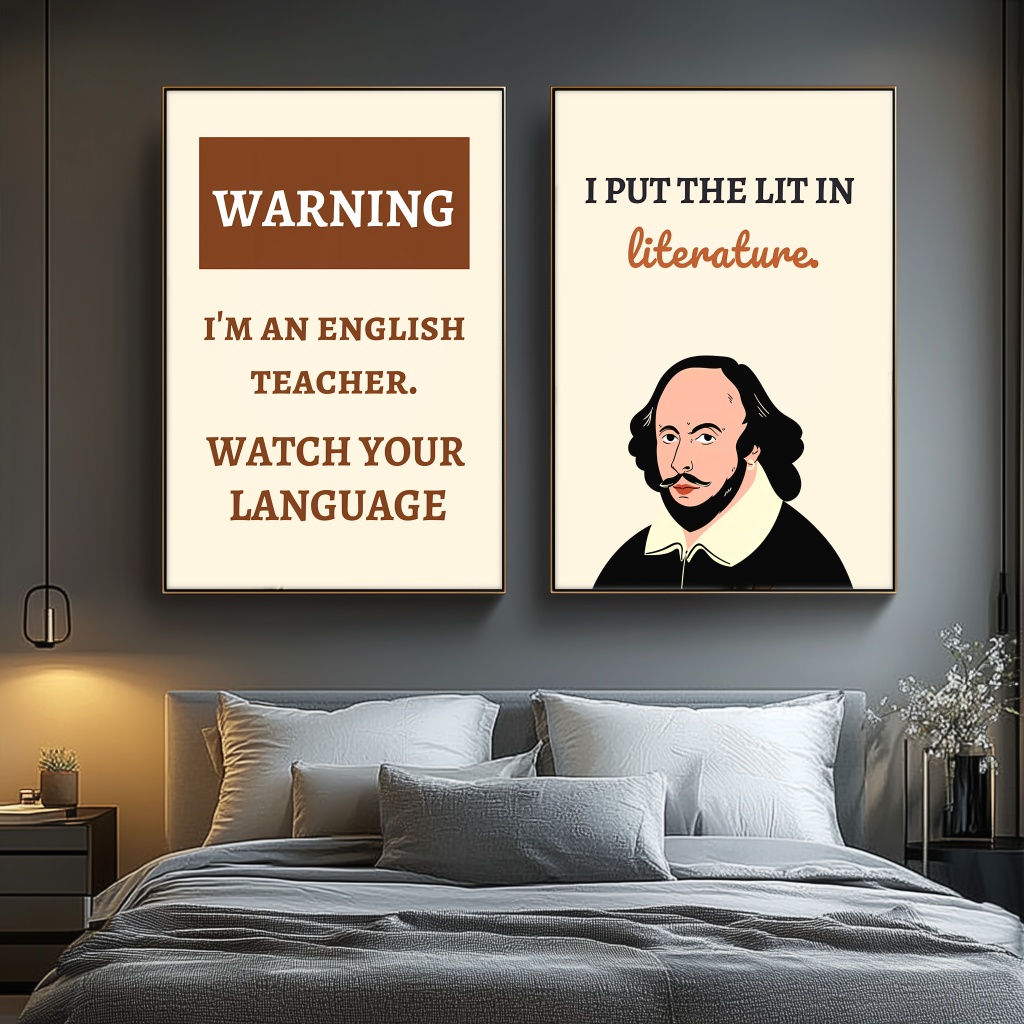 WARNING
I'M AN ENGLISH
TEACHER.
WATCH YOUR
LANGUAGE
I PUT THE LIT IN
literature.